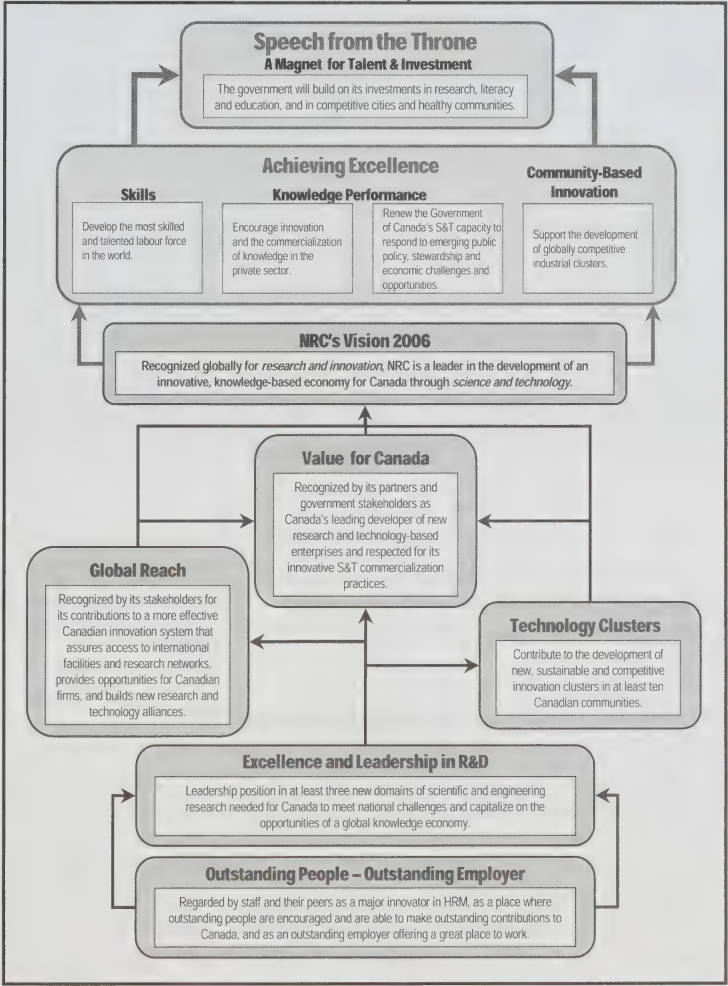 Speech from the Throne
A Magnet for Talent & Investment
The government will build on its investments in research, literacy
and education, and in competitive cities and healthy communities.
Achieving Excellence
Skills
Develop the most skilled
and talented labour force
in the world.
Knowledge Performance
Encourage innovation
and the commercialization
of knowledge in the
private sector.
Renew the Government
of Canada's S&T capacity to
respond to emerging public
policy, stewardship and
economic challenges and
opportunities.
Community-Based
Innovation
Support the development
of globally competitive
industrial clusters.
NRC's Vision 2006
Recognized globally for research and innovation, NRC is a leader in the development of an
innovative, knowledge-based economy for Canada through science and technology.
Value for Canada
Recognized by its partners and
government stakeholders as
Canada's leading developer of new
research and technology-based
enterprises and respected for its
innovative S&T commercialization
practices.
Global Reach
Recognized by its stakeholders for
its contributions to a more effective
Canadian innovation system that
assures access to international
facilities and research networks,
provides opportunities for Canadian
firms, and builds new research and
technology alliances.
Technology Clusters
Contribute to the development of
new, sustainable and competitive
innovation clusters in at least ten
Canadian communities.
Excellence and Leadership in R&D
Leadership position in at least three new domains of scientific and engineering
research needed for Canada to meet national challenges and capitalize on the
opportunities of a global knowledge economy.
Outstanding People – Outstanding Employer
Regarded by staff and their peers as a major innovator in HRM, as a place where
outstanding people are encouraged and are able to make outstanding contributions to
Canada, and as an outstanding employer offering a great place to work.